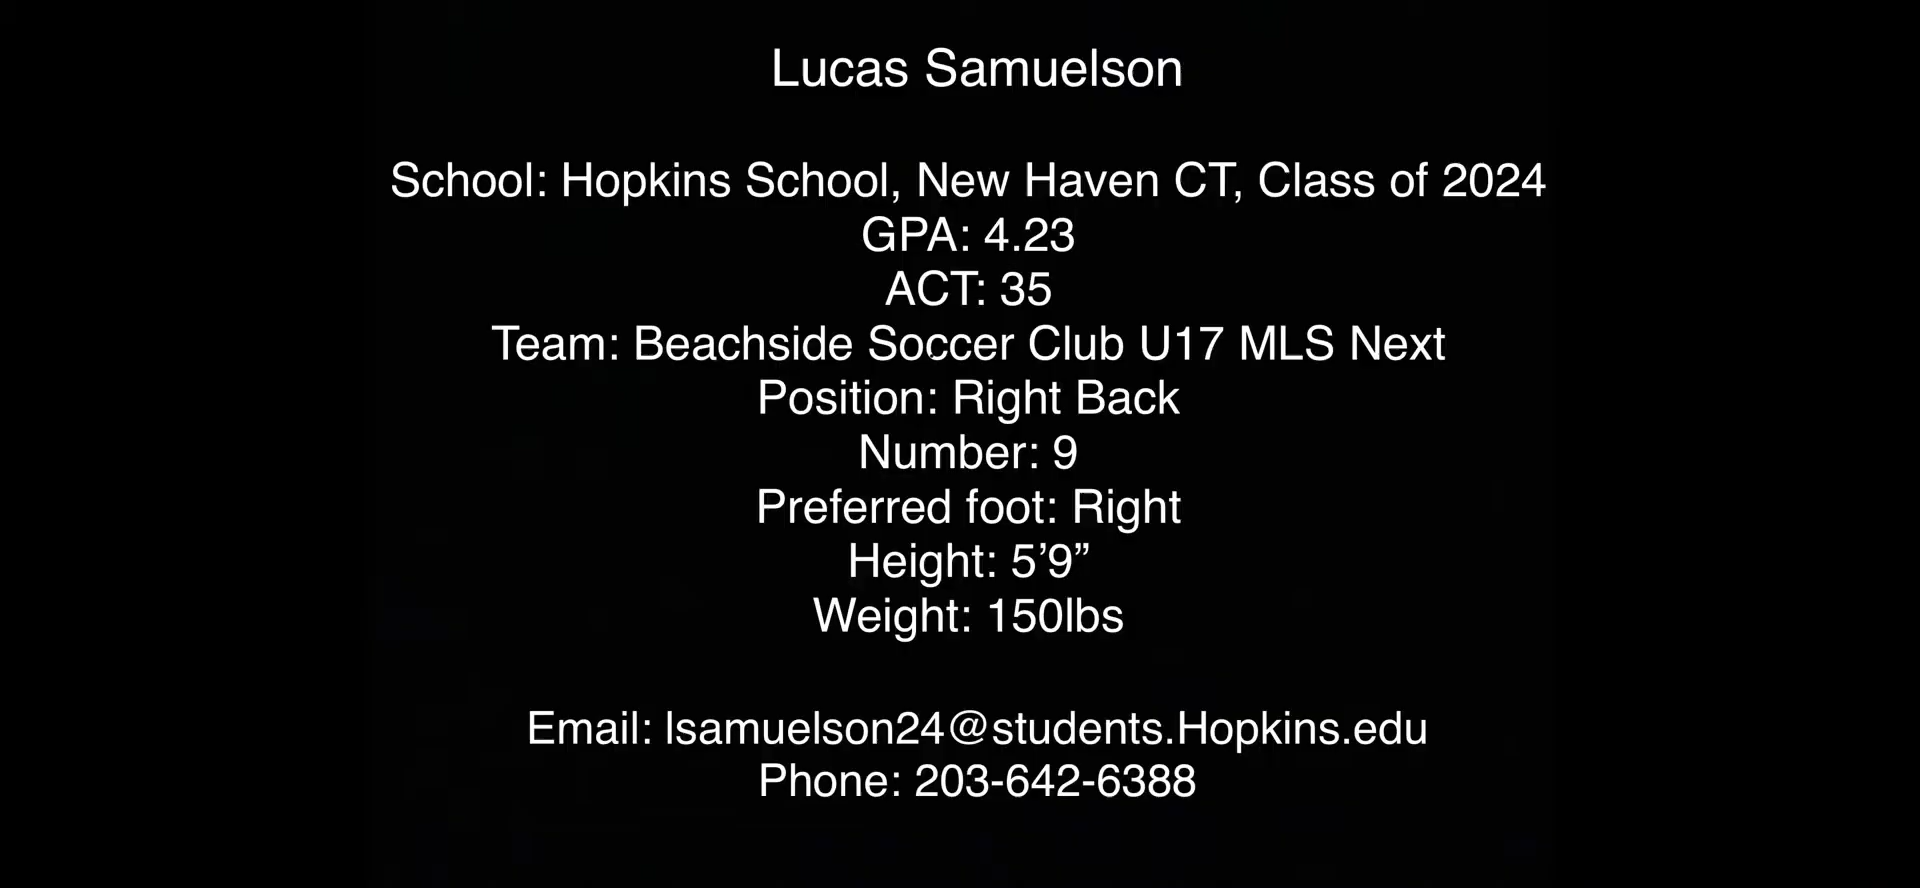 Lucas Samuelson
School: Hopkins School, New Haven CT, Class of 2024
GPA: 4.23
ACT: 35
Team: Beachside Soccer Club U17 MLS Next
Position: Right Back
Number: 9
Preferred foot: Right
Height: 5’9”
Weight: 150lbs
Email: lsamuelson24@students.Hopkins.edu
Phone: 203-642-6388